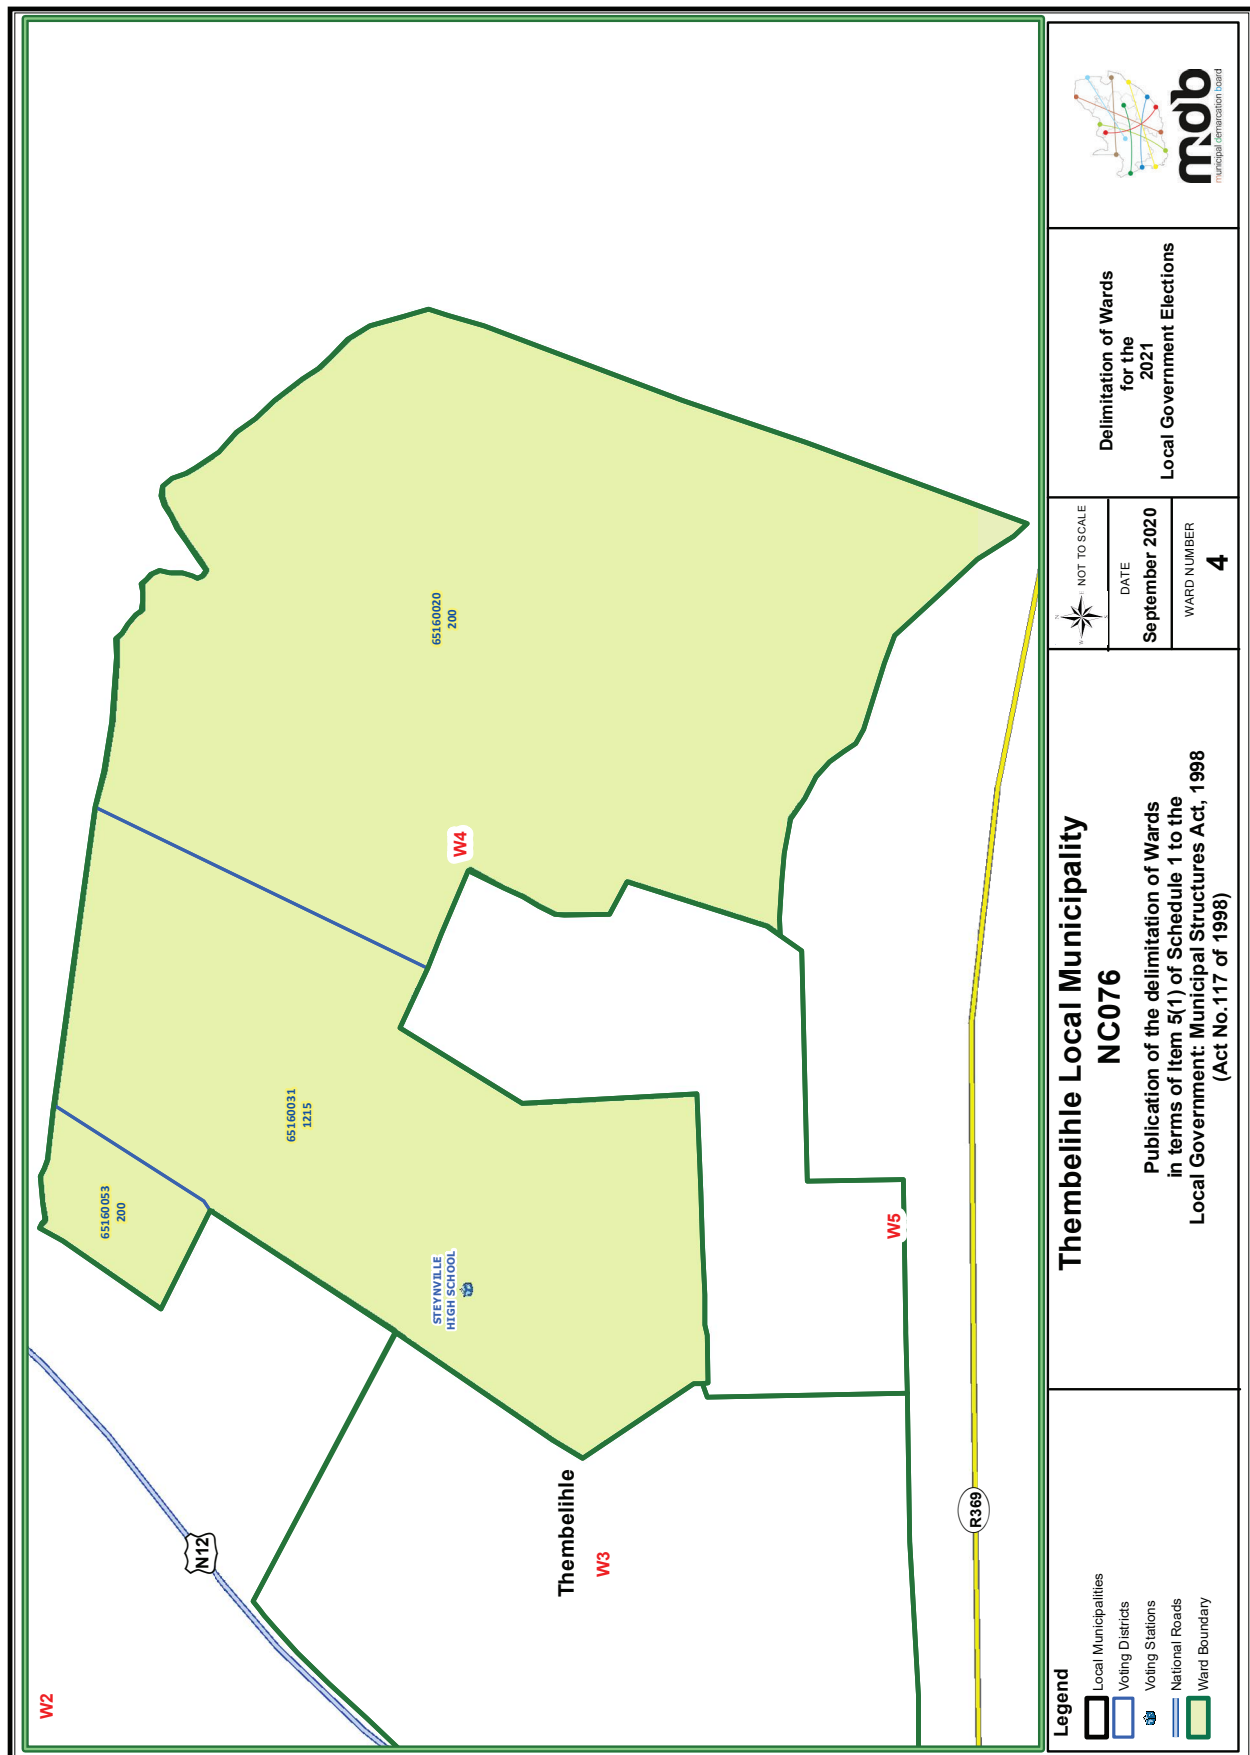 W2
N12
65160053
200
65160031
1215
65160020
200
STEYNVILLE
HIGH SCHOOL
W4
Thembelihle
W3
W5
R369
Legend
Local Municipalities
Voting Districts
Voting Stations
National Roads
Ward Boundary
Thembelihle Local Municipality
NC076
Publication of the delimitation of Wards
in terms of Item 5(1) of Schedule 1 to the
Local Government: Municipal Structures Act, 1998
(Act No.117 of 1998)
N
W
E
S
NOT TO SCALE
DATE
September 2020
WARD NUMBER
4
Delimitation of Wards
for the
2021
Local Government Elections
mdb
municipal demarcation board